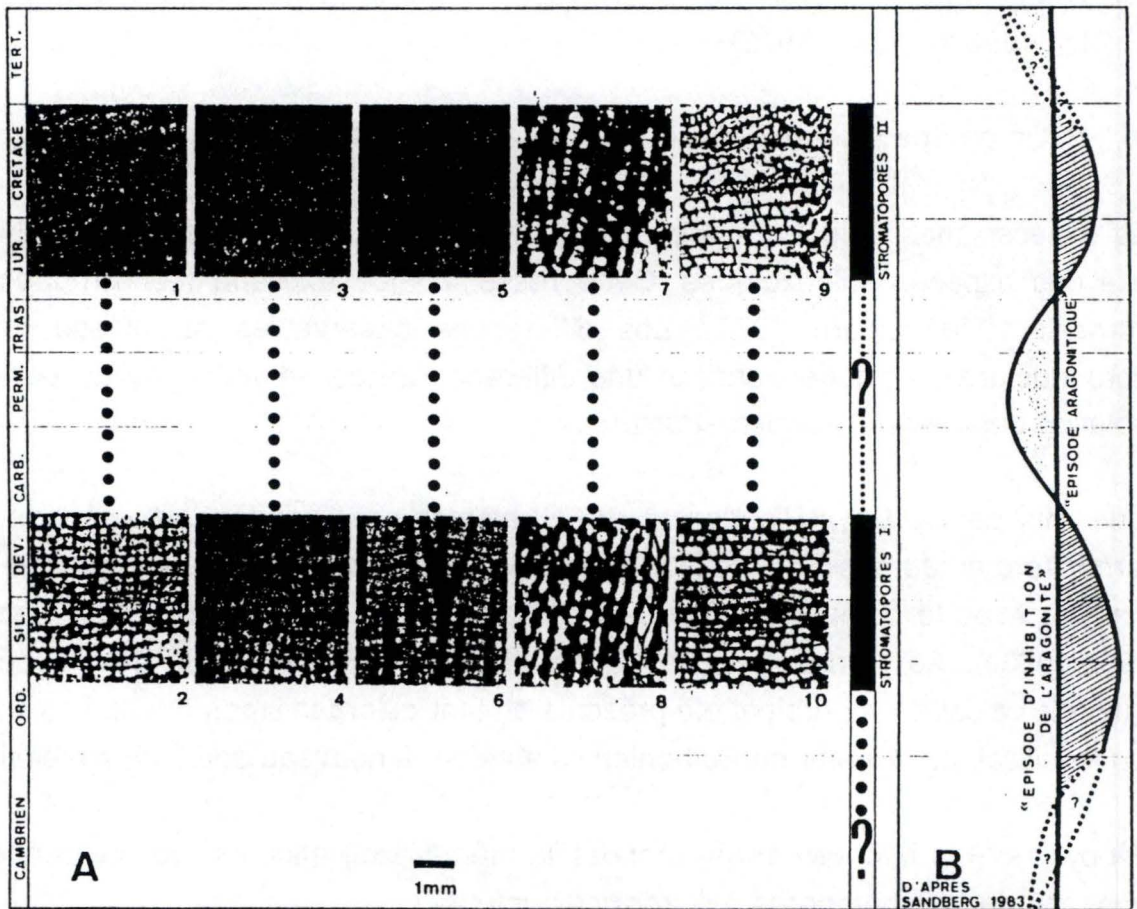 TERT.
CRETACE
JUR.
TRIAS
PERM.
CARB.
DEV.
SIL.
ORD.
CAMBRIEN
1 3 5 7 9
2 4 6 8 10
A
1mm
STROMATOPORES II
?
STROMATOPORES I
?
?
"EPISODE ARAGONITIQUE"
«EPISODE D'INHIBITION
DE L'ARAGONITE»
?
?
B
D'APRES
SANDBERG 1983